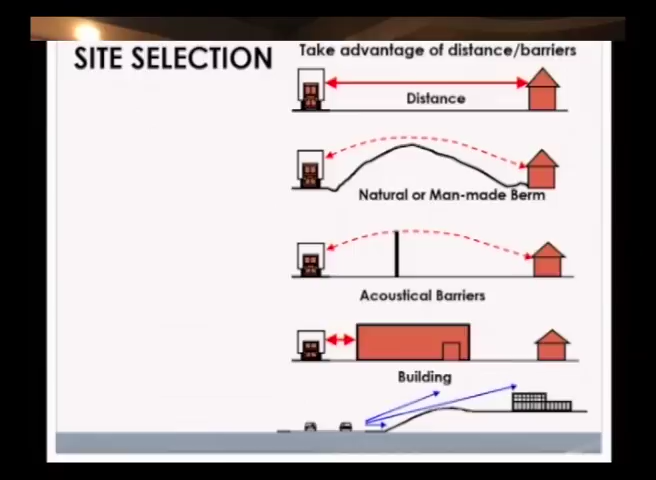 SITE SELECTION
Take advantage of distance/barriers
Distance
Natural or Man-made Berm
Acoustical Barriers
Building